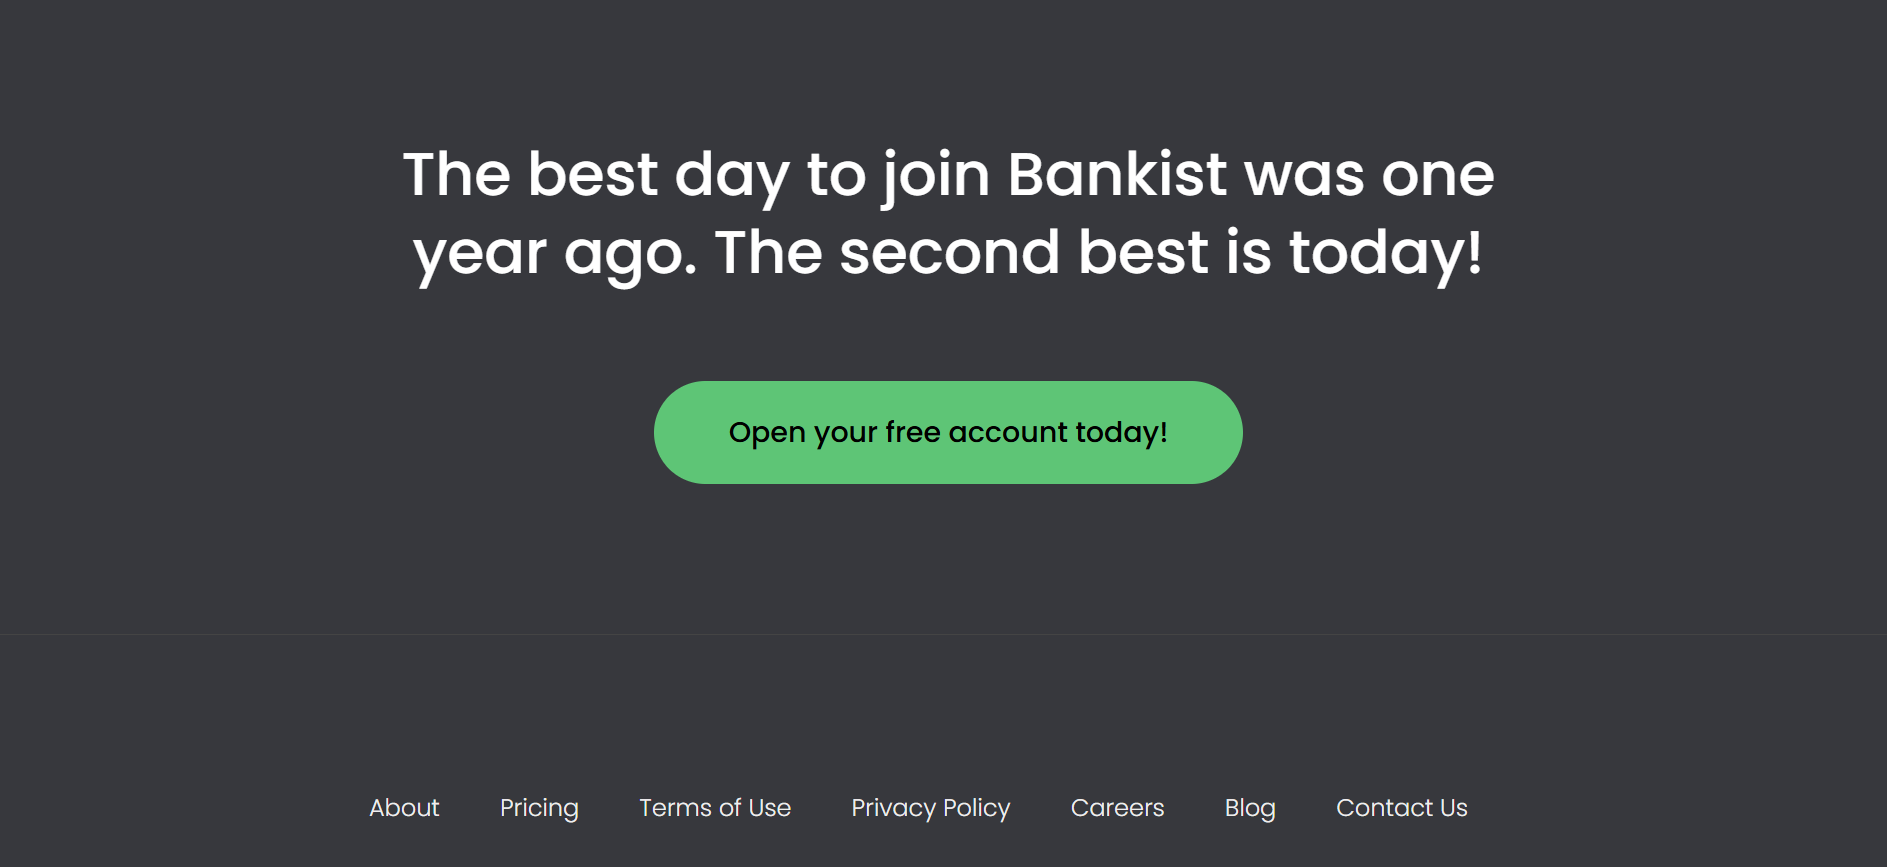 The best day to join Bankist was one
year ago. The second best is today!
Open your free account today!
About Pricing Terms of Use Privacy Policy Careers Blog Contact Us